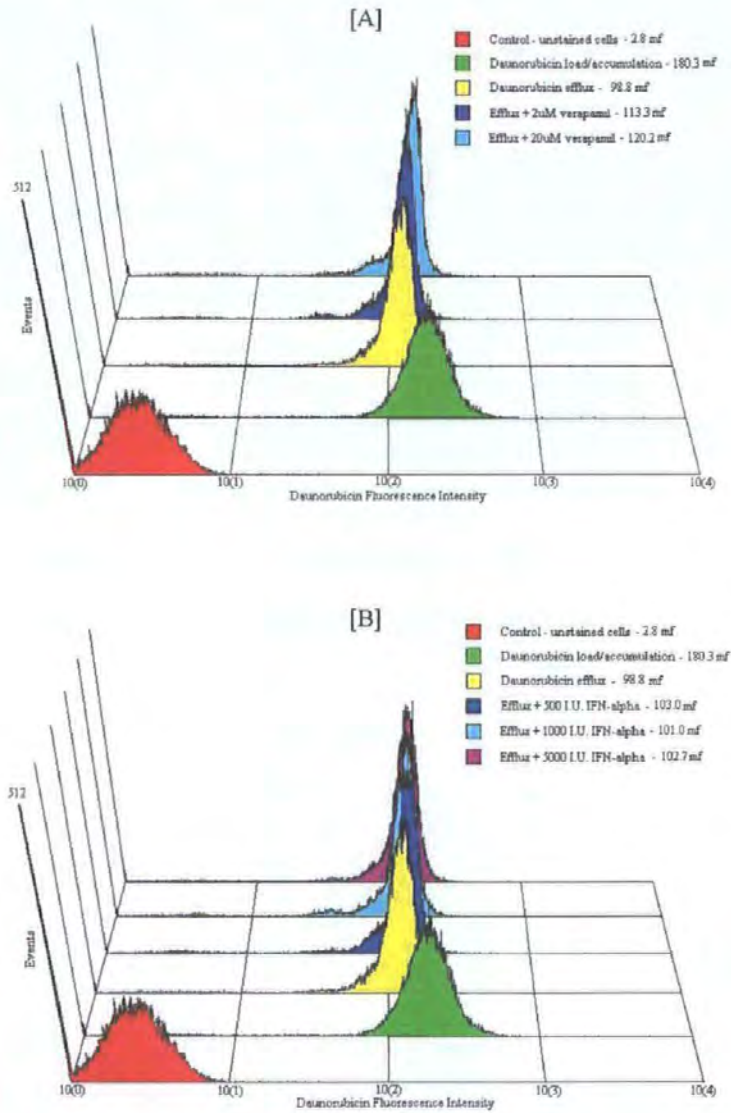 [A]
Control - unstained cells - 2.8 mf
Daunorubicin load/accumulation - 180.3 mf
Daunorubicin efflux - 98.8 mf
Efflux + 2uM verapamil - 113.3 mf
Efflux + 20uM verapamil - 120.2 mf
512
Events
10(0) 10(1) 10(2) 10(3) 10(4)
Daunorubicin Fluorescence Intensity
[B]
Control - unstained cells - 2.8 mf
Daunorubicin load/accumulation - 180.3 mf
Daunorubicin efflux - 98.8 mf
Efflux + 500 I.U. IFN-alpha - 103.0 mf
Efflux + 1000 I.U. IFN-alpha - 101.0 mf
Efflux + 5000 I.U. IFN-alpha - 102.7 mf
512
Events
10(0) 10(1) 10(2) 10(3) 10(4)
Daunorubicin Fluorescence Intensity